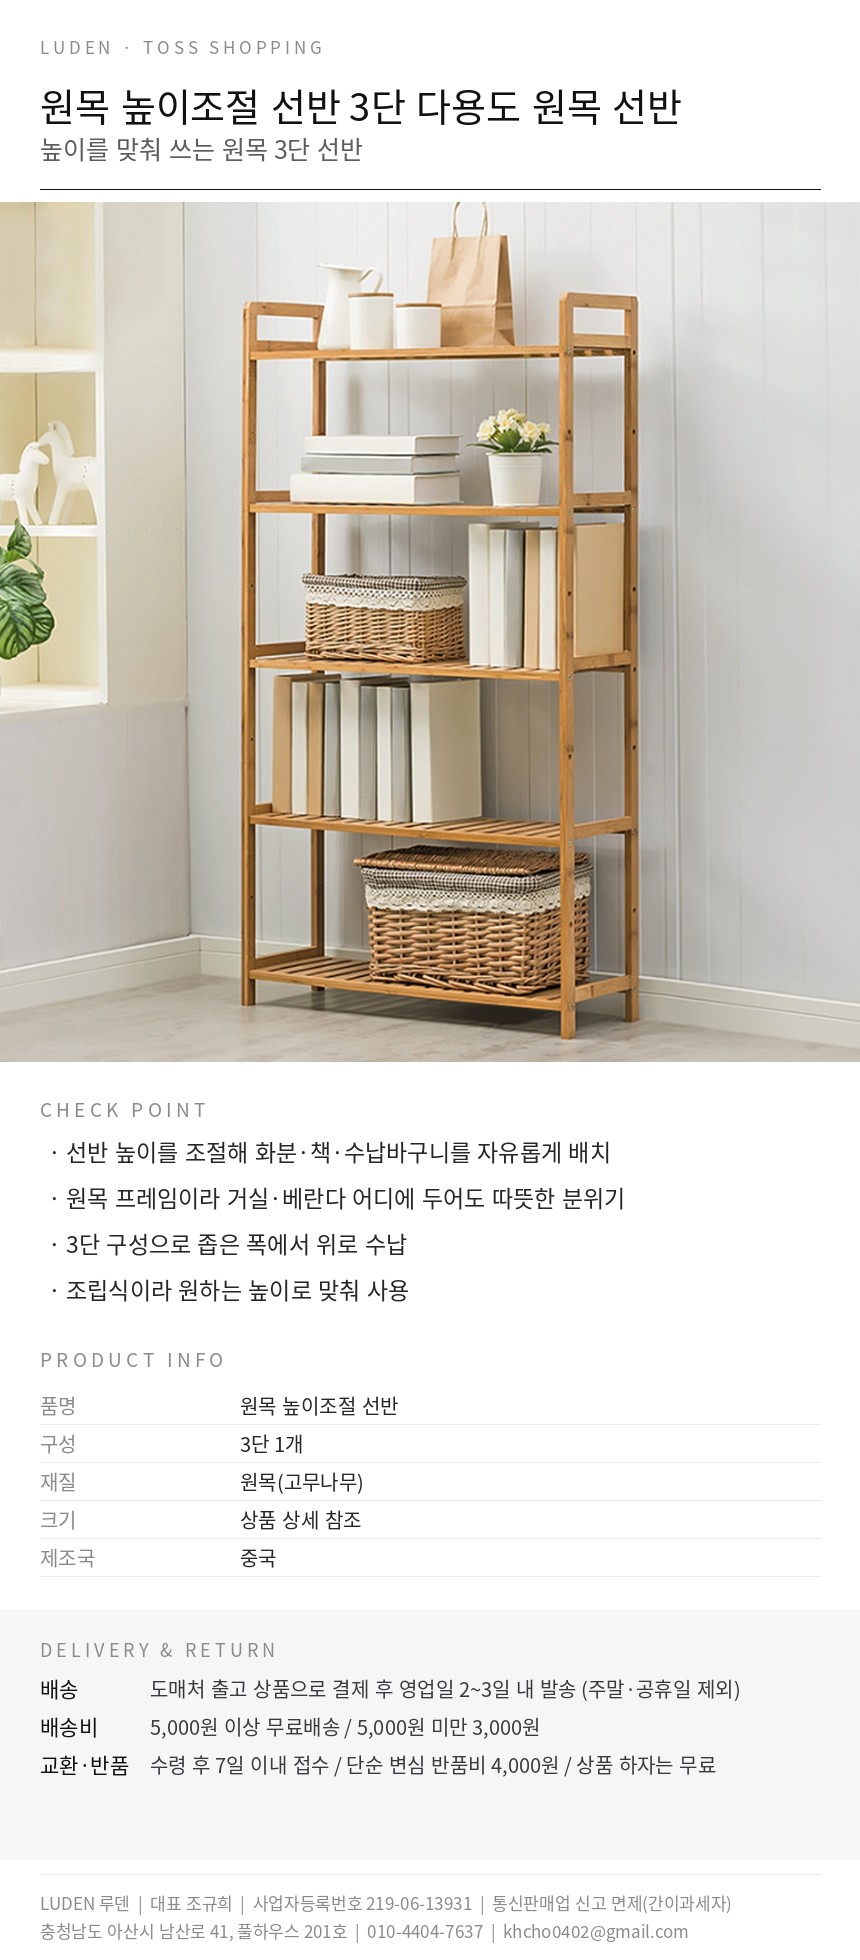 LUDEN · TOSS SHOPPING
원목 높이조절 선반 3단 다용도 원목 선반
높이를 맞춰 쓰는 원목 3단 선반
CHECK POINT
· 선반 높이를 조절해 화분·책·수납바구니를 자유롭게 배치
· 원목 프레임이라 거실·베란다 어디에 두어도 따뜻한 분위기
· 3단 구성으로 좁은 폭에서 위로 수납
· 조립식이라 원하는 높이로 맞춰 사용
PRODUCT INFO
품명 원목 높이조절 선반
구성 3단 1개
재질 원목(고무나무)
크기 상품 상세 참조
제조국 중국
DELIVERY & RETURN
배송 도매처 출고 상품으로 결제 후 영업일 2~3일 내 발송 (주말·공휴일 제외)
배송비 5,000원 이상 무료배송 / 5,000원 미만 3,000원
교환·반품 수령 후 7일 이내 접수 / 단순 변심 반품비 4,000원 / 상품 하자는 무료
LUDEN 루덴 | 대표 조규희 | 사업자등록번호 219-06-13931 | 통신판매업 신고 면제(간이과세자)
충청남도 아산시 남산로 41, 풀하우스 201호 | 010-4404-7637 | khcho0402@gmail.com